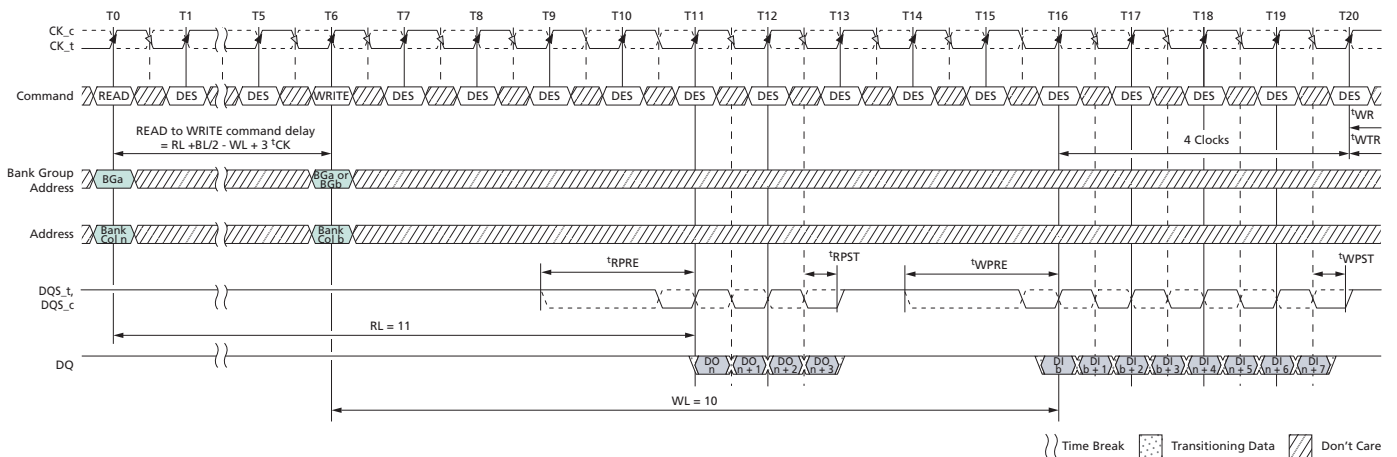 T0 T1 T5 T6 T7 T8 T9 T10 T11 T12 T13 T14 T15 T16 T17 T18 T19 T20
CK_c
CK_t
Command READ DES DES WRITE DES DES DES DES DES DES DES DES DES DES DES DES DES DES
tWR
READ to WRITE command delay
= RL +BL/2 - WL + 3 tCK
4 Clocks
tWTR
Bank Group
Address
BGa
BGa or
BGb
Address
Bank
Col n
Bank
Col b
tRPRE tRPST tWPRE tWPST
DQS_t,
DQS_c
RL = 11
DQ
DO
n
DO
n + 1
DO
n + 2
DO
n + 3
DI
b
DI
b + 1
DI
b + 2
DI
b + 3
DI
n + 4
DI
n + 5
DI
n + 6
DI
n + 7
WL = 10
Time Break Transitioning Data Don't Care